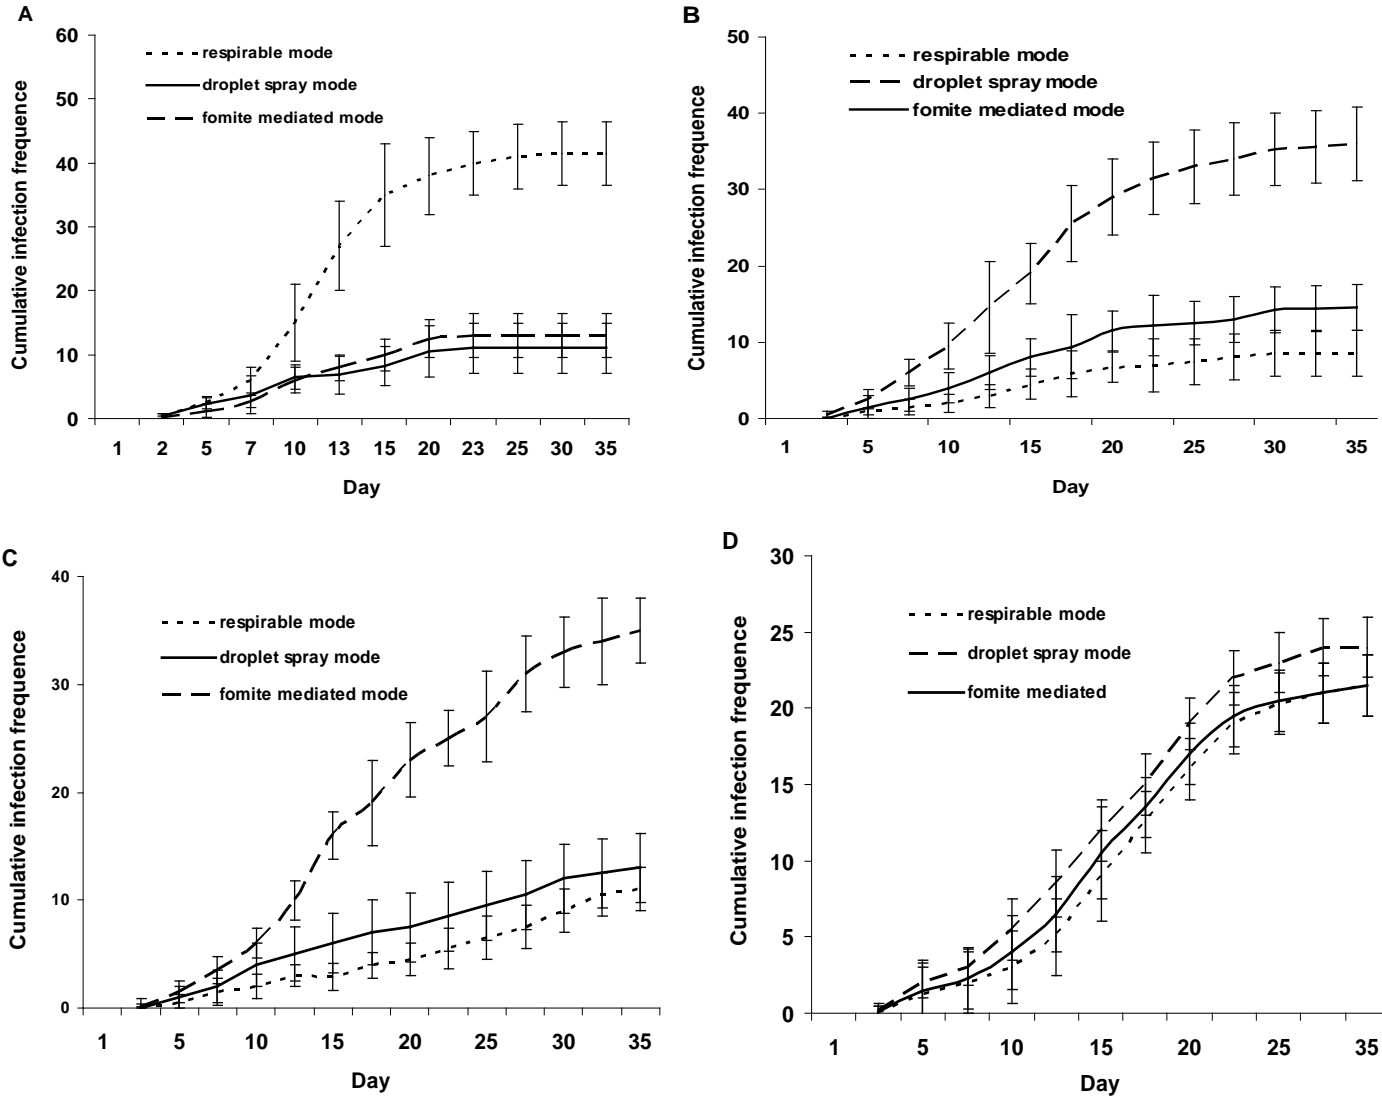 A
60
50
40
30
20
10
0
Cumulative infection frequence
respirable mode
droplet spray mode
fomite mediated mode
1 2 5 7 10 13 15 20 23 25 30 35
Day
B
50
40
30
20
10
0
Cumulative infection frequence
respirable mode
droplet spray mode
fomite mediated mode
1 5 10 15 20 25 30 35
Day
C
40
30
20
10
0
Cumulative infection frequence
respirable mode
droplet spray mode
fomite mediated mode
1 5 10 15 20 25 30 35
Day
D
30
25
20
15
10
5
0
Cumulative infection frequence
respirable mode
droplet spray mode
fomite mediated
1 5 10 15 20 25 35
Day